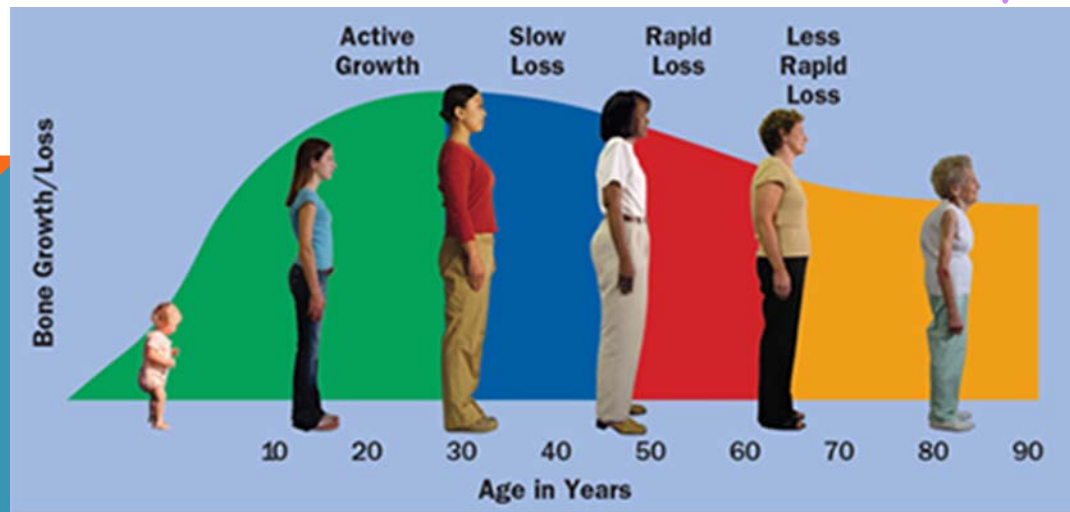 Active
Growth
Slow
Loss
Rapid
Loss
Less
Rapid
Loss
Bone Growth/Loss
10 20 30 40 50 60 70 80 90
Age in Years